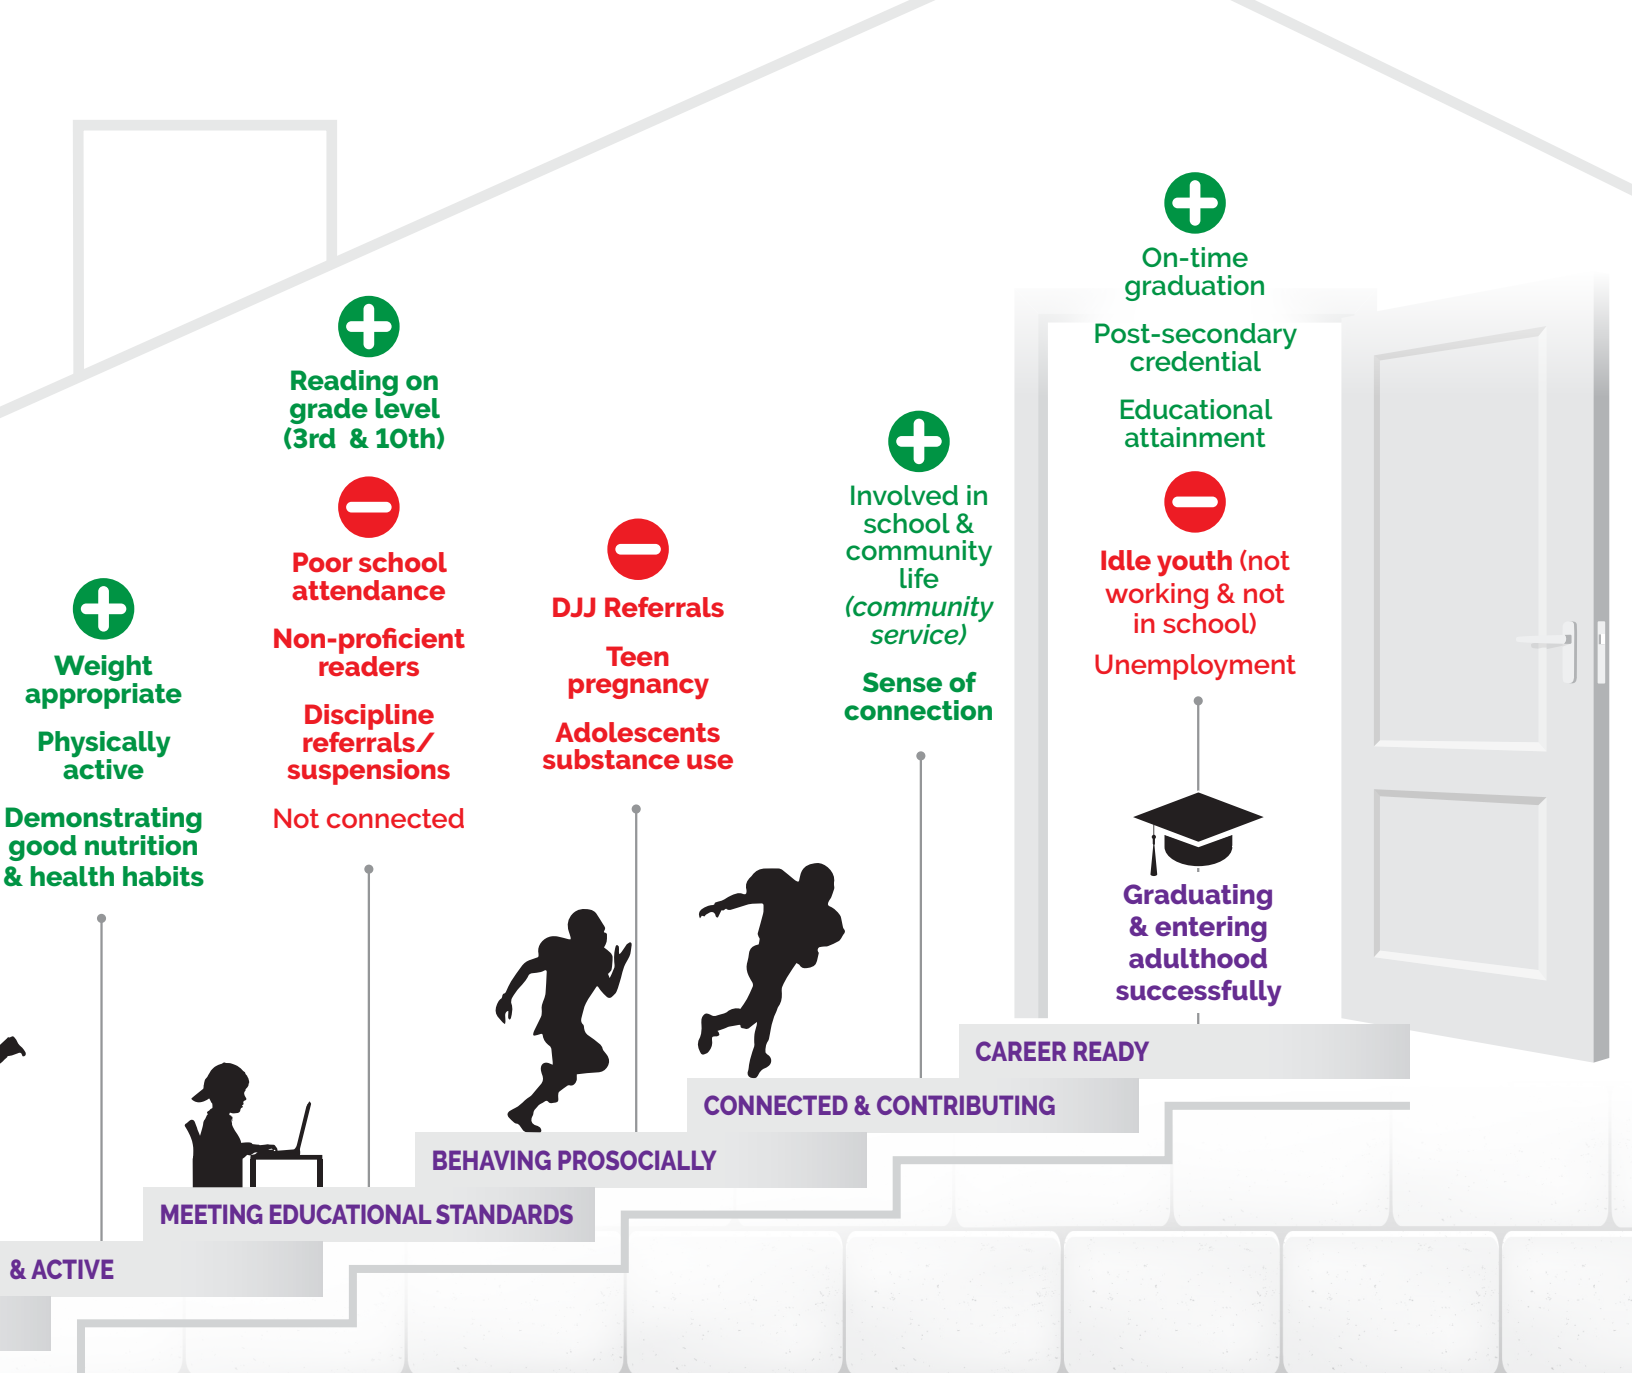 Weight
appropriate
Physically
active
Demonstrating
good nutrition
& health habits
& ACTIVE
Reading on
grade level
(3rd & 10th)
Poor school
attendance
Non-proficient
readers
Discipline
referrals/
suspensions
Not connected
MEETING EDUCATIONAL STANDARDS
DJJ Referrals
Teen
pregnancy
Adolescents
substance use
BEHAVING PROSOCIALLY
Involved in
school &
community
life
(community
service)
Sense of
connection
CONNECTED & CONTRIBUTING
On-time
graduation
Post-secondary
credential
Educational
attainment
Idle youth (not
working & not
in school)
Unemployment
Graduating
& entering
adulthood
successfully
CAREER READY